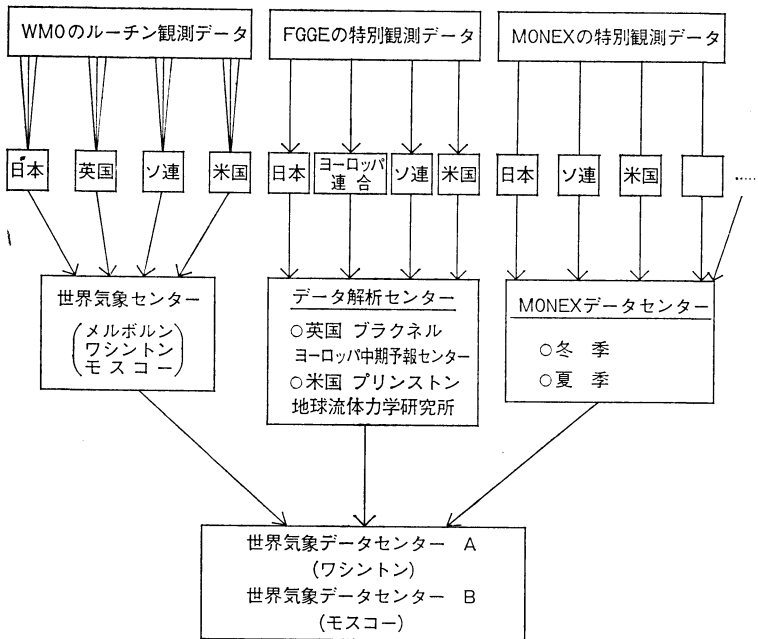 WMOのルーチン観測データ
FGGEの特別観測データ
MONEXの特別観測データ
日本
英国
ソ連
米国
日本
ヨーロッパ
連合
ソ連
米国
日本
ソ連
米国
……
世界気象センター
(メルボルン
ワシントン
モスコー)
データ解析センター
○英国 ブラクネル
ヨーロッパ中期予報センター
○米国 プリンストン
地球流体力学研究所
MONEXデータセンター
○冬 季
○夏 季
世界気象データセンター A
(ワシントン)
世界気象データセンター B
(モスコー)